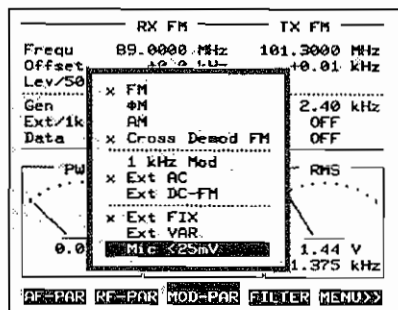 RX FM TX FM
Frequ 89.0000 MHz 101.3000 MHz
Offset +0.01 kHz
Lev/50
Gen 2.40 kHz
Ext/1k OFF
Data OFF
x FM
ΦM
AM
x Cross Demod FM
1 kHz Mod
x Ext AC
Ext DC-FM
x Ext FIX
Ext VAR
Mic <25mV
PW RMS
0.0 1.44 V
1.375 kHz
AF-PAR RF-PAR MOD-PAR FILTER MENU>>